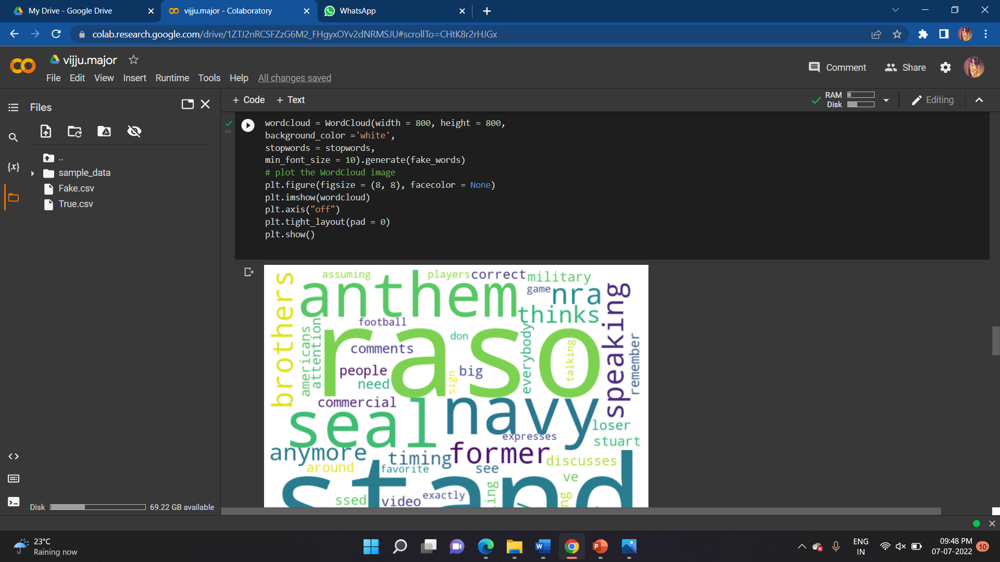 My Drive - Google Drive
vijju.major - Colaboratory
WhatsApp
colab.research.google.com/drive/1ZTJ2nRCSFZzG6M2_FHgyxOYv2dNRMSJU#scrollTo=CHtK8r2rHJGx
vijju.major
Comment
Share
File Edit View Insert Runtime Tools Help All changes saved
Files
+ Code + Text
RAM
Disk
Editing
{x}
..
sample_data
Fake.csv
True.csv
4s
wordcloud = WordCloud(width = 800, height = 800,
background_color ='white',
stopwords = stopwords,
min_font_size = 10).generate(fake_words)
# plot the WordCloud image
plt.figure(figsize = (8, 8), facecolor = None)
plt.imshow(wordcloud)
plt.axis("off")
plt.tight_layout(pad = 0)
plt.show()
brothers
assuming
anthem
players
correct
military
game
nra
thinks
speaking
football
americans
attention
raso
don
comments
everybody
talking
remember
people
big
need
sign
commercial
seal
navy
loser
expresses
stuart
anymore
timing
former
discusses
around
favorite
see
ve
stand
ssed
video
exactly
ing
ng
Disk
69.22 GB available
23°C
Raining now
ENG
IN
09:48 PM
07-07-2022
10